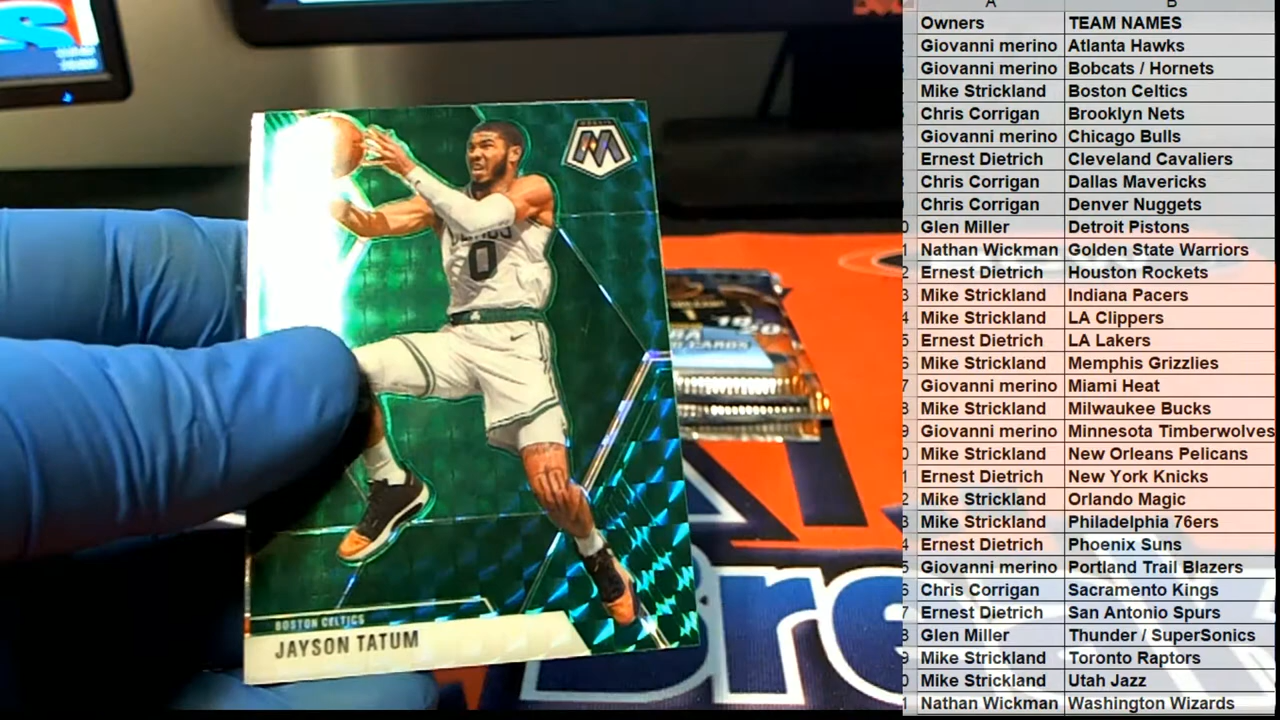 MOSAIC
M
0
BOSTON CELTICS
JAYSON TATUM
A B
Owners TEAM NAMES
Giovanni merino Atlanta Hawks
Giovanni merino Bobcats / Hornets
Mike Strickland Boston Celtics
Chris Corrigan Brooklyn Nets
Giovanni merino Chicago Bulls
Ernest Dietrich Cleveland Cavaliers
Chris Corrigan Dallas Mavericks
Chris Corrigan Denver Nuggets
Glen Miller Detroit Pistons
Nathan Wickman Golden State Warriors
Ernest Dietrich Houston Rockets
Mike Strickland Indiana Pacers
Mike Strickland LA Clippers
Ernest Dietrich LA Lakers
Mike Strickland Memphis Grizzlies
Giovanni merino Miami Heat
Mike Strickland Milwaukee Bucks
Giovanni merino Minnesota Timberwolves
Mike Strickland New Orleans Pelicans
Ernest Dietrich New York Knicks
Mike Strickland Orlando Magic
Mike Strickland Philadelphia 76ers
Ernest Dietrich Phoenix Suns
Giovanni merino Portland Trail Blazers
Chris Corrigan Sacramento Kings
Ernest Dietrich San Antonio Spurs
Glen Miller Thunder / SuperSonics
Mike Strickland Toronto Raptors
Mike Strickland Utah Jazz
Nathan Wickman Washington Wizards